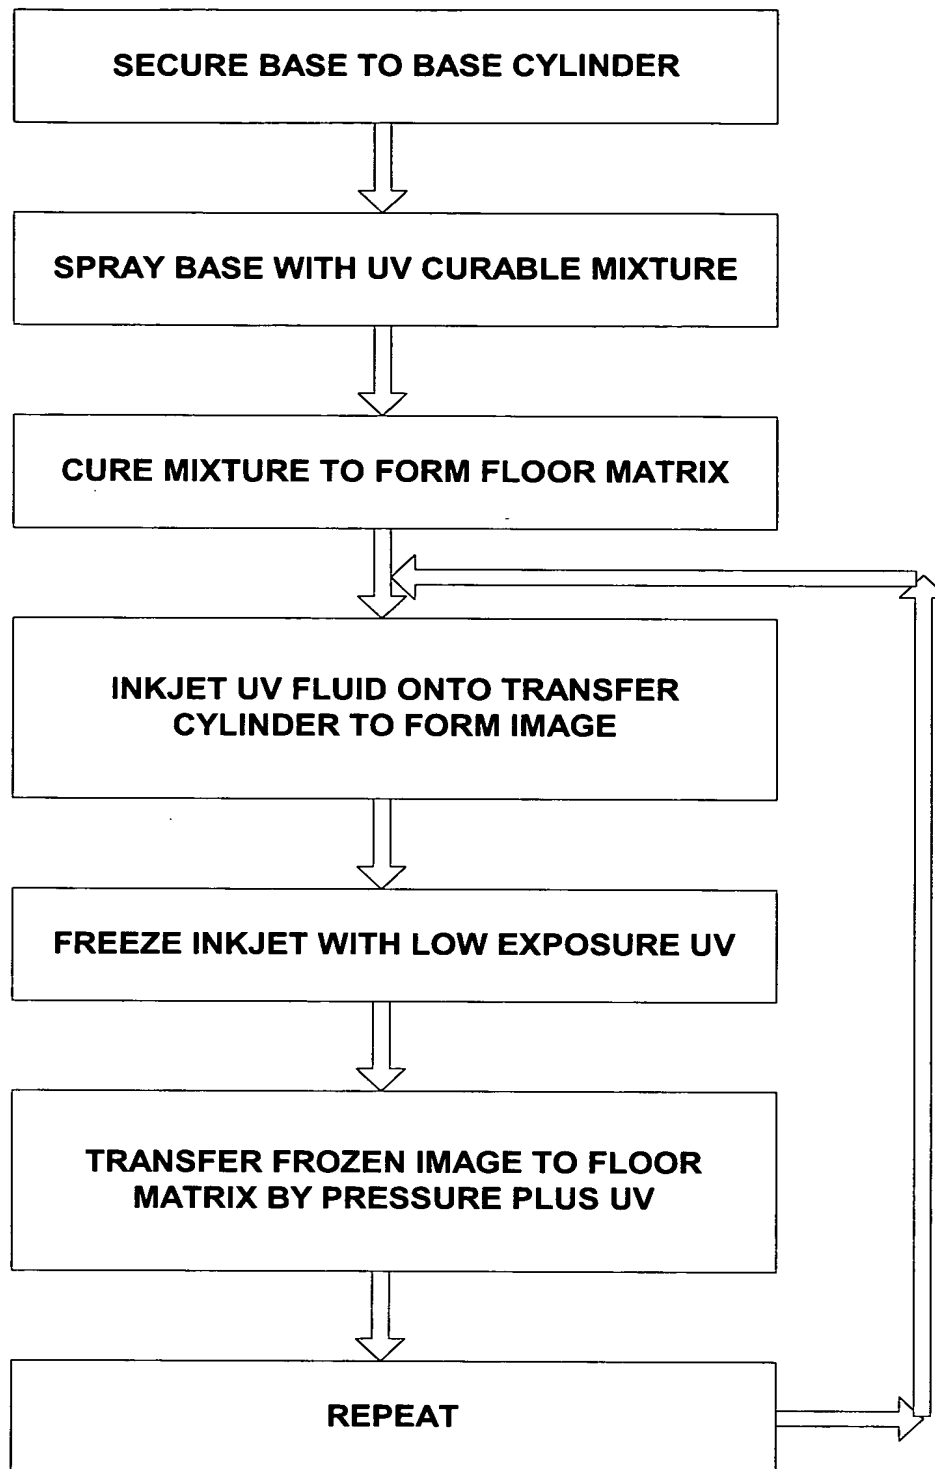 SECURE BASE TO BASE CYLINDER
SPRAY BASE WITH UV CURABLE MIXTURE
CURE MIXTURE TO FORM FLOOR MATRIX
INKJET UV FLUID ONTO TRANSFER
CYLINDER TO FORM IMAGE
FREEZE INKJET WITH LOW EXPOSURE UV
TRANSFER FROZEN IMAGE TO FLOOR
MATRIX BY PRESSURE PLUS UV
REPEAT